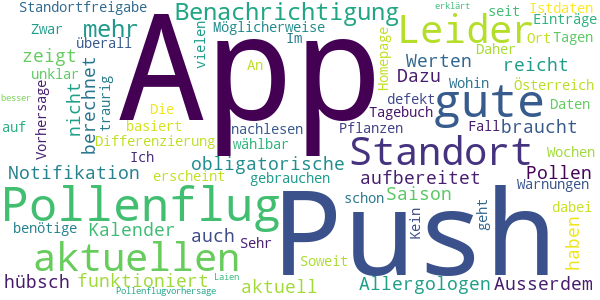 Standortfreigabe
Benachrichtigung
erklärt
Istdaten
Zwar
mehr
vielen
Möglicherweise
seit
Einträge
überall
App
Im
Homepage
Leider
Ort
Tagen
zeigt
An
Werten
Daher
Österreich
unklar
traurig
Dazu
reicht
Vorhersage
nicht
berechnet
Wohin
besser
Die
defekt
gute
Daten
auf
basiert
nachlesen
Tagebuch
Fall
braucht
Differenzierung
wählbar
Pflanzen
Ich
Standort
Wochen
Notifikation
erscheint
obligatorische
gebrauchen
aufbereitet
Pollen
Warnungen
Pollenflug
Push
schon
Saison
dabei
benötige
Kalender
auch
Kein
geht
haben
aktuellen
Sehr
Soweit
hübsch
funktioniert
aktuell
Laien
Allergologen
Ausserdem
Pollenflugvorhersage